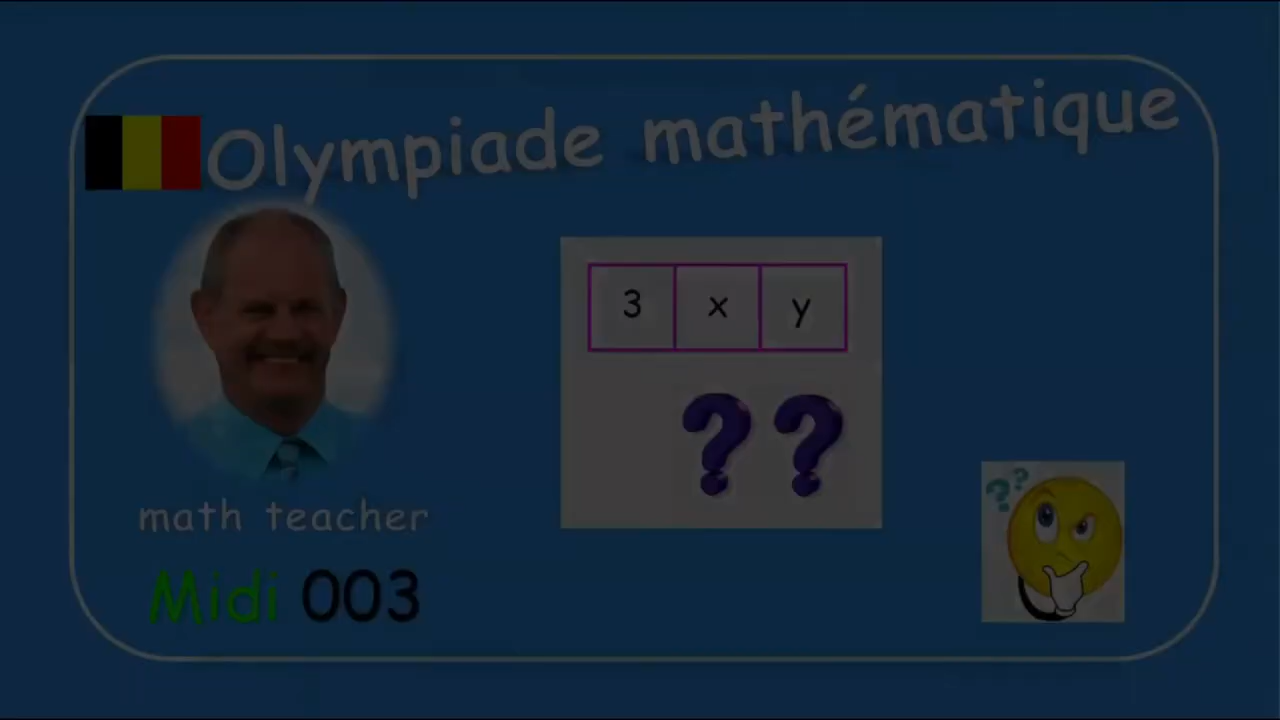 Olympiade mathématique
3 x y
? ?
math teacher
Midi 003
??